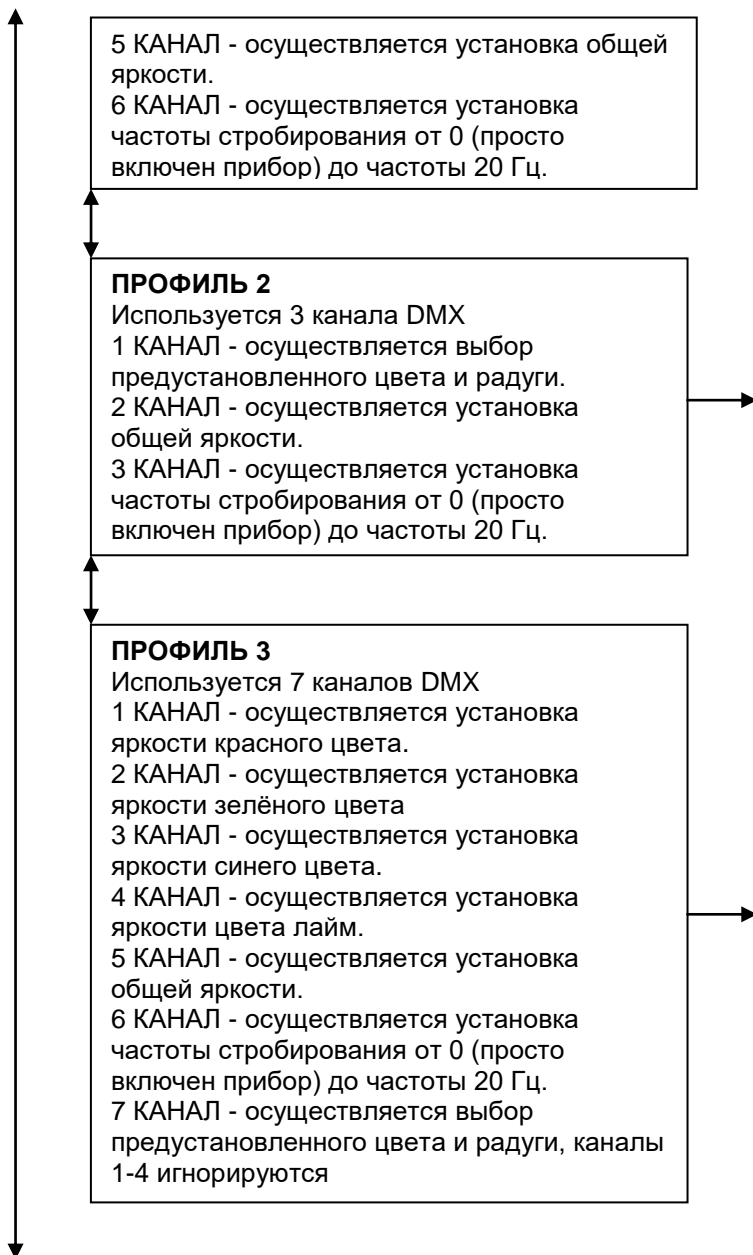 5 КАНАЛ - осуществляется установка общей
яркости.
6 КАНАЛ - осуществляется установка
частоты стробирования от 0 (просто
включен прибор) до частоты 20 Гц.
ПРОФИЛЬ 2
Используется 3 канала DMX
1 КАНАЛ - осуществляется выбор
предустановленного цвета и радуги.
2 КАНАЛ - осуществляется установка
общей яркости.
3 КАНАЛ - осуществляется установка
частоты стробирования от 0 (просто
включен прибор) до частоты 20 Гц.
ПРОФИЛЬ 3
Используется 7 каналов DMX
1 КАНАЛ - осуществляется установка
яркости красного цвета.
2 КАНАЛ - осуществляется установка
яркости зелёного цвета
3 КАНАЛ - осуществляется установка
яркости синего цвета.
4 КАНАЛ - осуществляется установка
яркости цвета лайм.
5 КАНАЛ - осуществляется установка
общей яркости.
6 КАНАЛ - осуществляется установка
частоты стробирования от 0 (просто
включен прибор) до частоты 20 Гц.
7 КАНАЛ - осуществляется выбор
предустановленного цвета и радуги, каналы
1-4 игнорируются